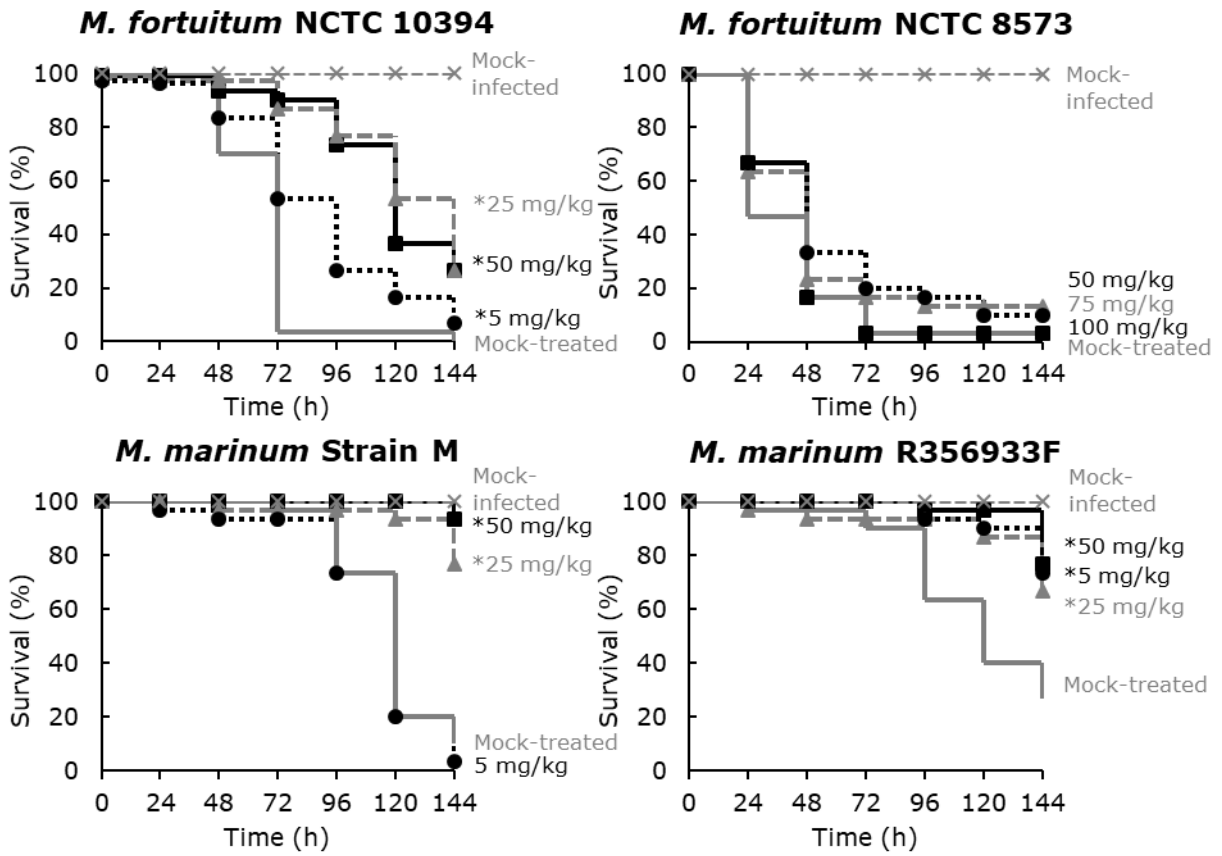 M. fortuitum NCTC 10394
Survival (%)
100
80
60
40
20
0
0 24 48 72 96 120 144
Time (h)
Mock-
infected
*25 mg/kg
*50 mg/kg
*5 mg/kg
Mock-treated
M. fortuitum NCTC 8573
Survival (%)
100
80
60
40
20
0
0 24 48 72 96 120 144
Time (h)
Mock-
infected
50 mg/kg
75 mg/kg
100 mg/kg
Mock-treated
M. marinum Strain M
Survival (%)
100
80
60
40
20
0
0 24 48 72 96 120 144
Time (h)
Mock-
infected
*50 mg/kg
*25 mg/kg
Mock-treated
5 mg/kg
M. marinum R356933F
Survival (%)
100
80
60
40
20
0
0 24 48 72 96 120 144
Time (h)
Mock-
infected
*50 mg/kg
*5 mg/kg
*25 mg/kg
Mock-treated